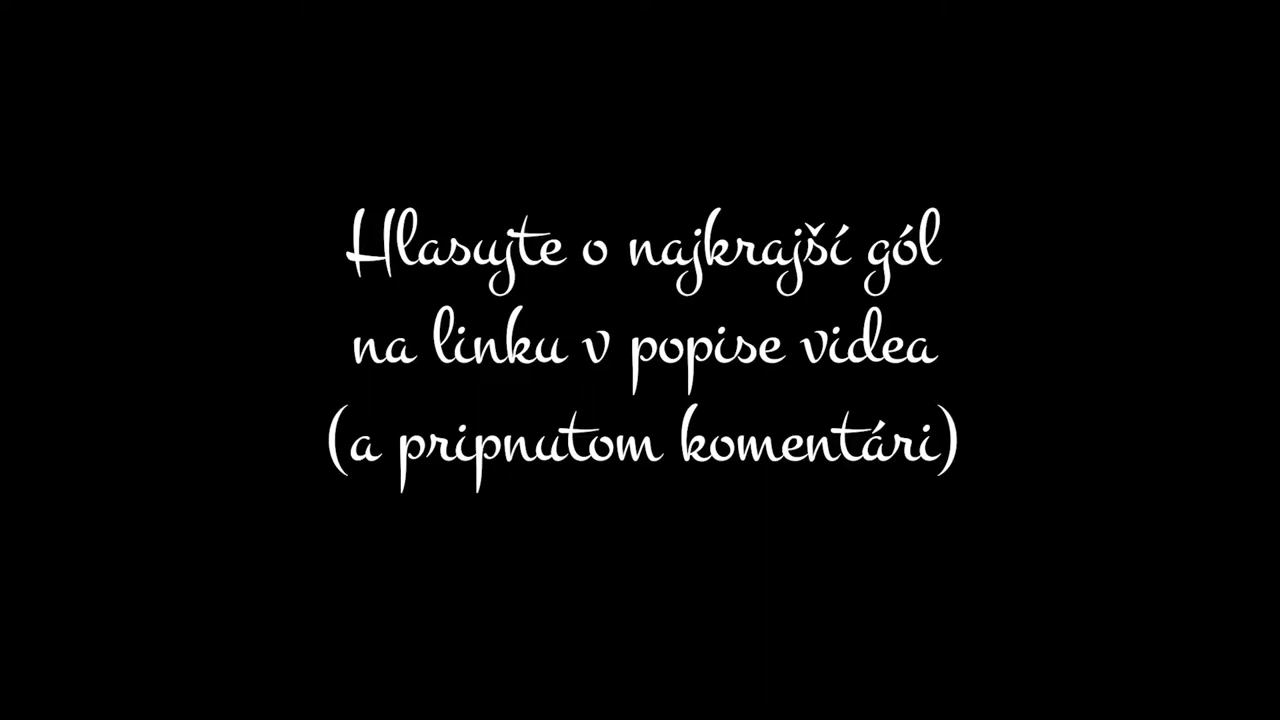 Hlasujte o najkrajší gól
na linku v popise videa
(a pripnutom komentári)